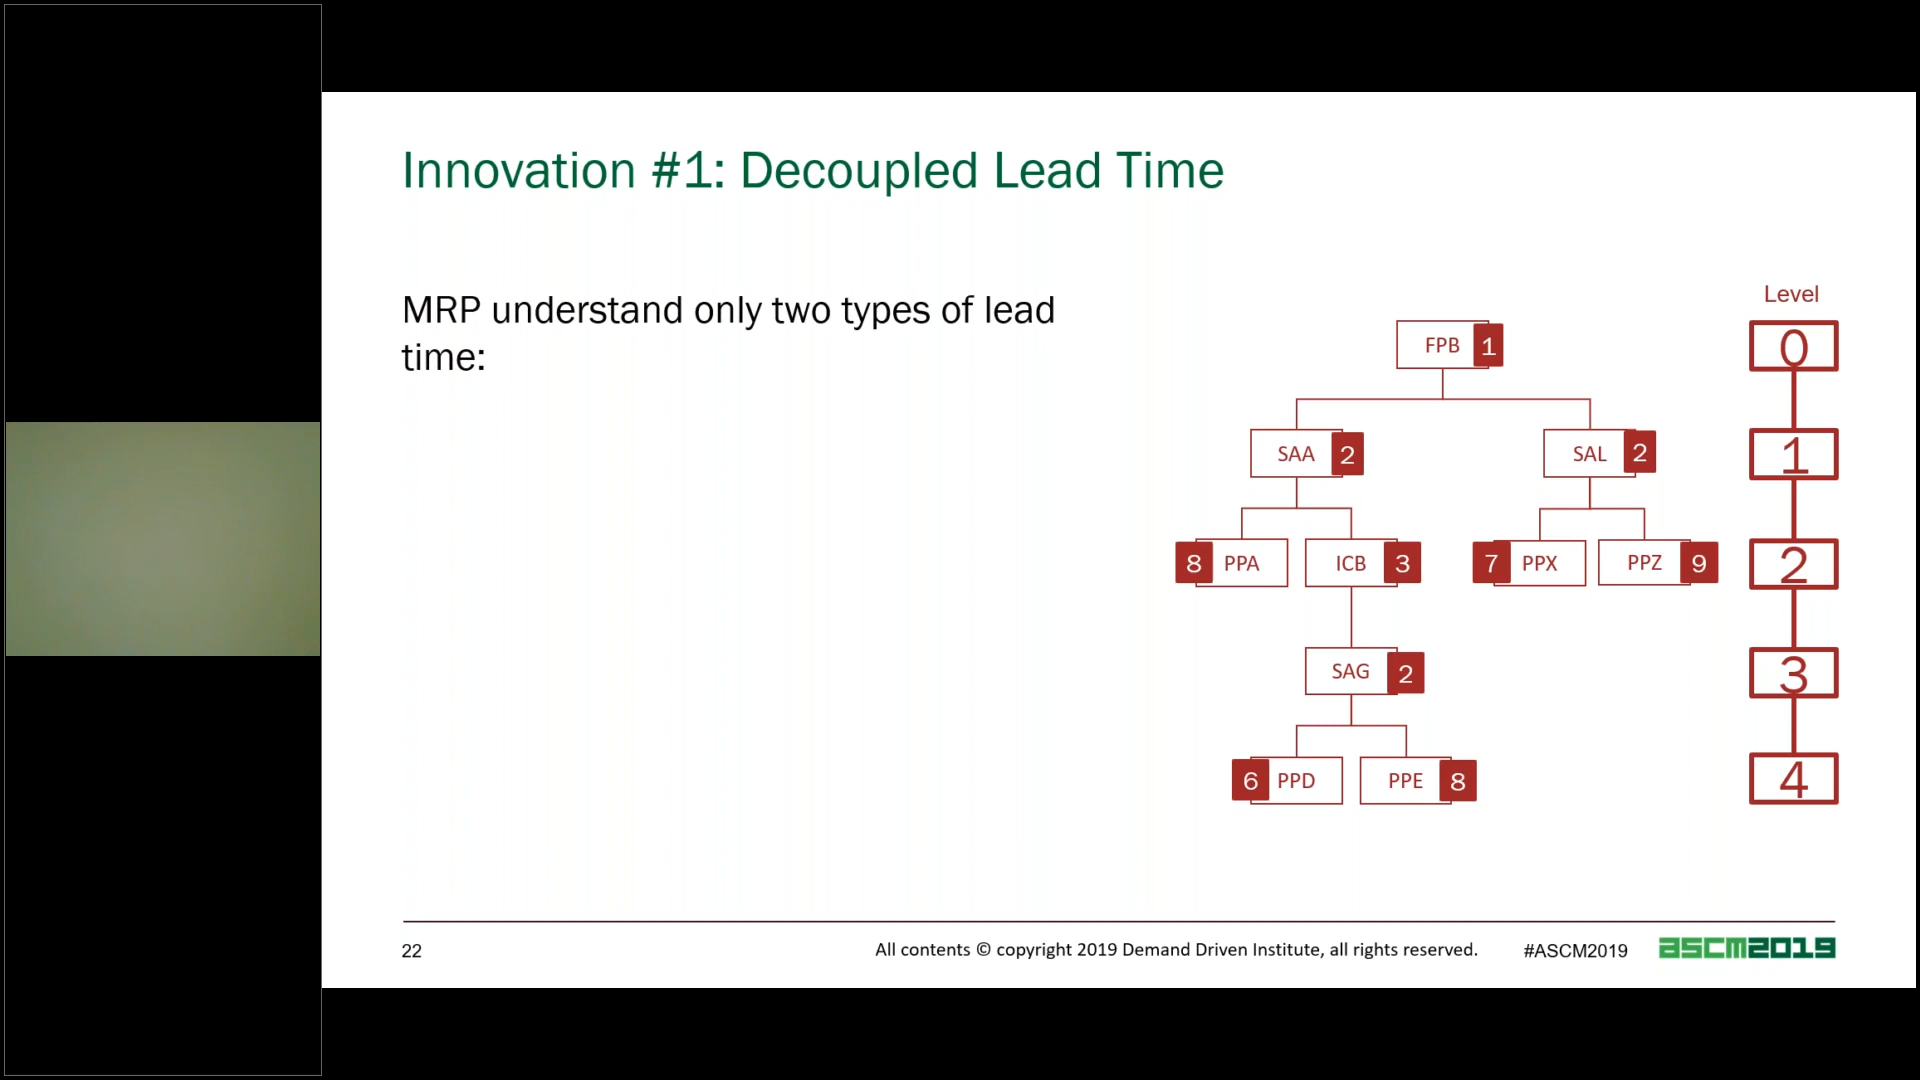 Innovation #1: Decoupled Lead Time
MRP understand only two types of lead
time:
Level
FPB 1
0
SAA 2
SAL 2
1
8 PPA
ICB 3
7 PPX
PPZ 9
2
SAG 2
3
6 PPD
PPE 8
4
22
All contents © copyright 2019 Demand Driven Institute, all rights reserved.
#ASCM2019
ascm2019